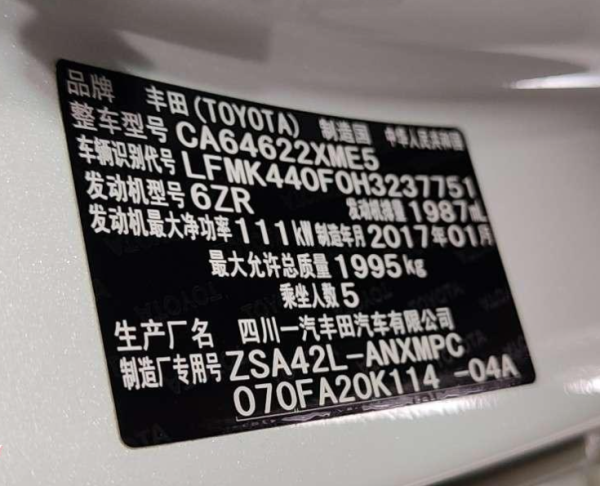 品牌 丰田(TOYOTA) 制造国 中华人民共和国
整车型号 CA64622XME5
车辆识别代号 LFMK440F0H3237751
发动机型号 6ZR 发动机排量 1987mL
发动机最大净功率 111kW 制造年月 2017年01月
最大允许总质量 1995kg
乘坐人数 5
生产厂名 四川一汽丰田汽车有限公司
制造厂专用号 ZSA42L-ANXMPC
070FA20K114 -04A